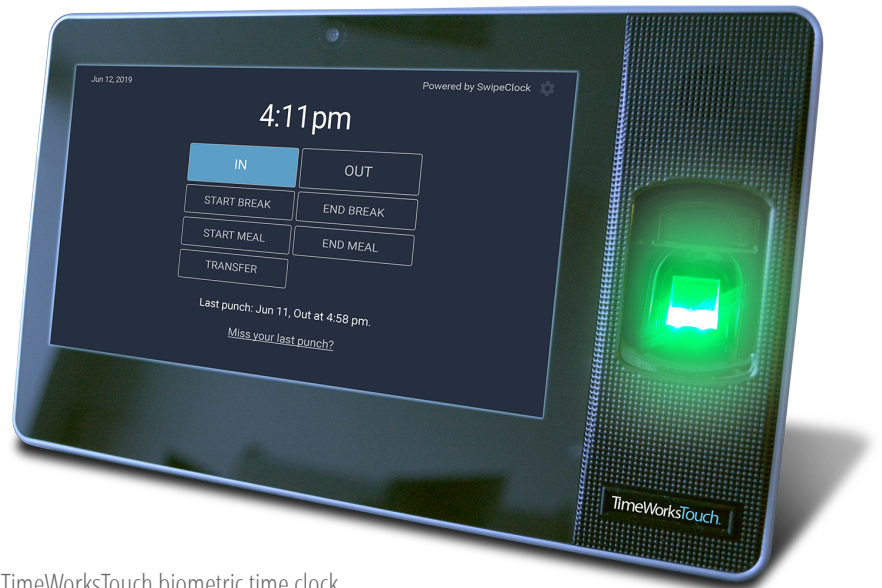 Jun 12, 2019
Powered by SwipeClock
4:11pm
IN
OUT
START BREAK
END BREAK
START MEAL
END MEAL
TRANSFER
Last punch: Jun 11, Out at 4:58 pm.
Miss your last punch?
TimeWorksTouch.
TimeWorksTouch biometric time clock